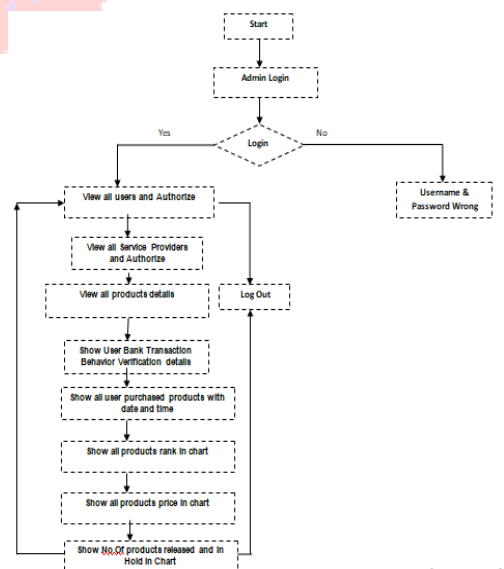 Start
Admin Login
Login
Yes
No
Username &
Password Wrong
View all users and Authorize
View all Service Providers
and Authorize
View all products details
Log Out
Show User Bank Transaction
Behavior Verification details
Show all user purchased products with
date and time
Show all products rank in chart
Show all products price in chart
Show No.Of products released and in
Hold in Chart